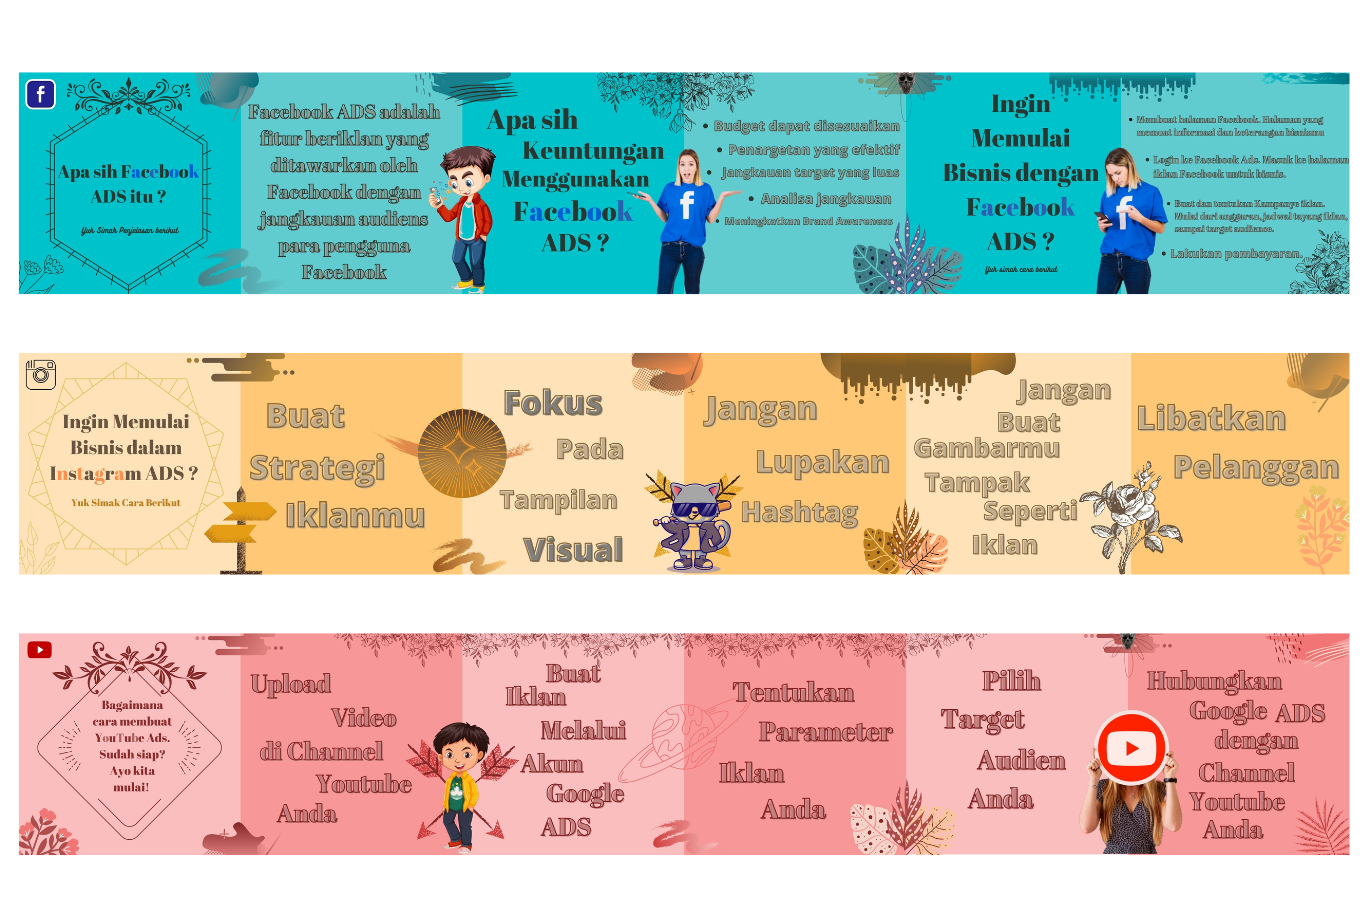 Apa sih Facebook
ADS itu ?
Yuk Simak Penjelasan berikut
Facebook ADS adalah
fitur beriklan yang
ditawarkan oleh
Facebook dengan
jangkauan audiens
para pengguna
Facebook
Apa sih
Keuntungan
Menggunakan
Facebook
ADS ?
• Budget dapat disesuaikan
• Penargetan yang efektif
• Jangkauan target yang luas
• Analisa jangkauan
• Meningkatkan Brand Awareness
Ingin
Memulai
Bisnis dengan
Facebook
ADS ?
Yuk simak cara berikut
• Membuat halaman Facebook. Halaman yang
memuat informasi dan keterangan bisnismu
• Login ke Facebook Ads. Masuk ke halaman
iklan Facebook untuk bisnis.
• Buat dan tentukan Kampanye iklan.
Mulai dari anggaran, jadwal tayang iklan,
sampai target audience.
• Lakukan pembayaran.
Ingin Memulai
Bisnis dalam
Instagram ADS ?
Yuk Simak Cara Berikut
Buat
Strategi
Iklanmu
Fokus
Pada
Tampilan
Visual
Jangan
Lupakan
Hashtag
Jangan
Buat
Gambarmu
Tampak
Seperti
Iklan
Libatkan
Pelanggan
Bagaimana
cara membuat
YouTube Ads.
Sudah siap?
Ayo kita
mulai!
Upload
Video
di Channel
Youtube
Anda
Buat
Iklan
Melalui
Akun
Google
ADS
Tentukan
Parameter
Iklan
Anda
Pilih
Target
Audien
Anda
Hubungkan
Google ADS
dengan
Channel
Youtube
Anda